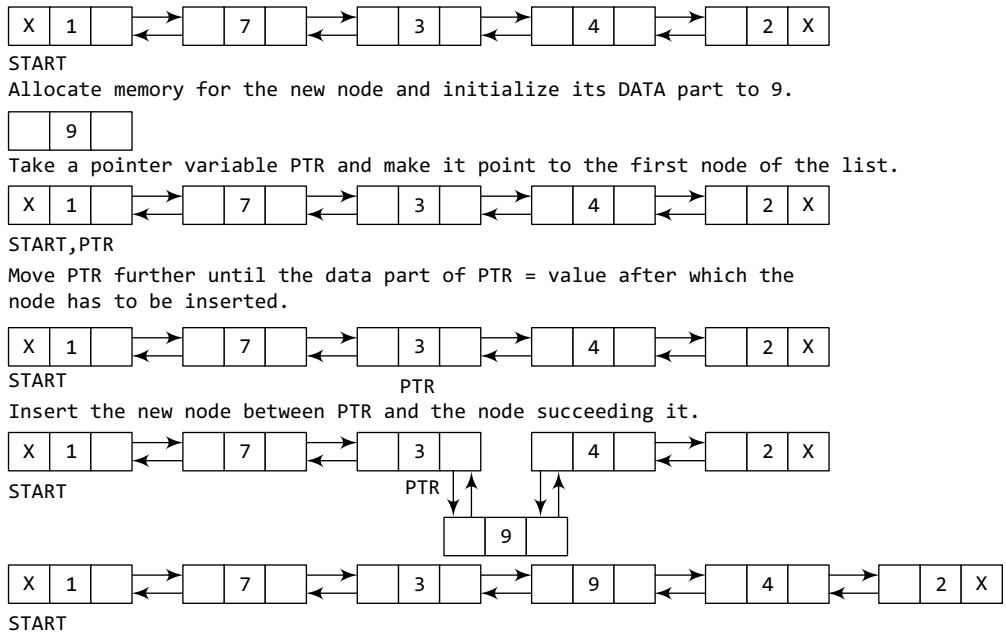 X 1 7 3 4 2 X
START
Allocate memory for the new node and initialize its DATA part to 9.
9
Take a pointer variable PTR and make it point to the first node of the list.
X 1 7 3 4 2 X
START,PTR
Move PTR further until the data part of PTR = value after which the
node has to be inserted.
X 1 7 3 4 2 X
START PTR
Insert the new node between PTR and the node succeeding it.
X 1 7 3 4 2 X
START PTR
9
X 1 7 3 9 4 2 X
START